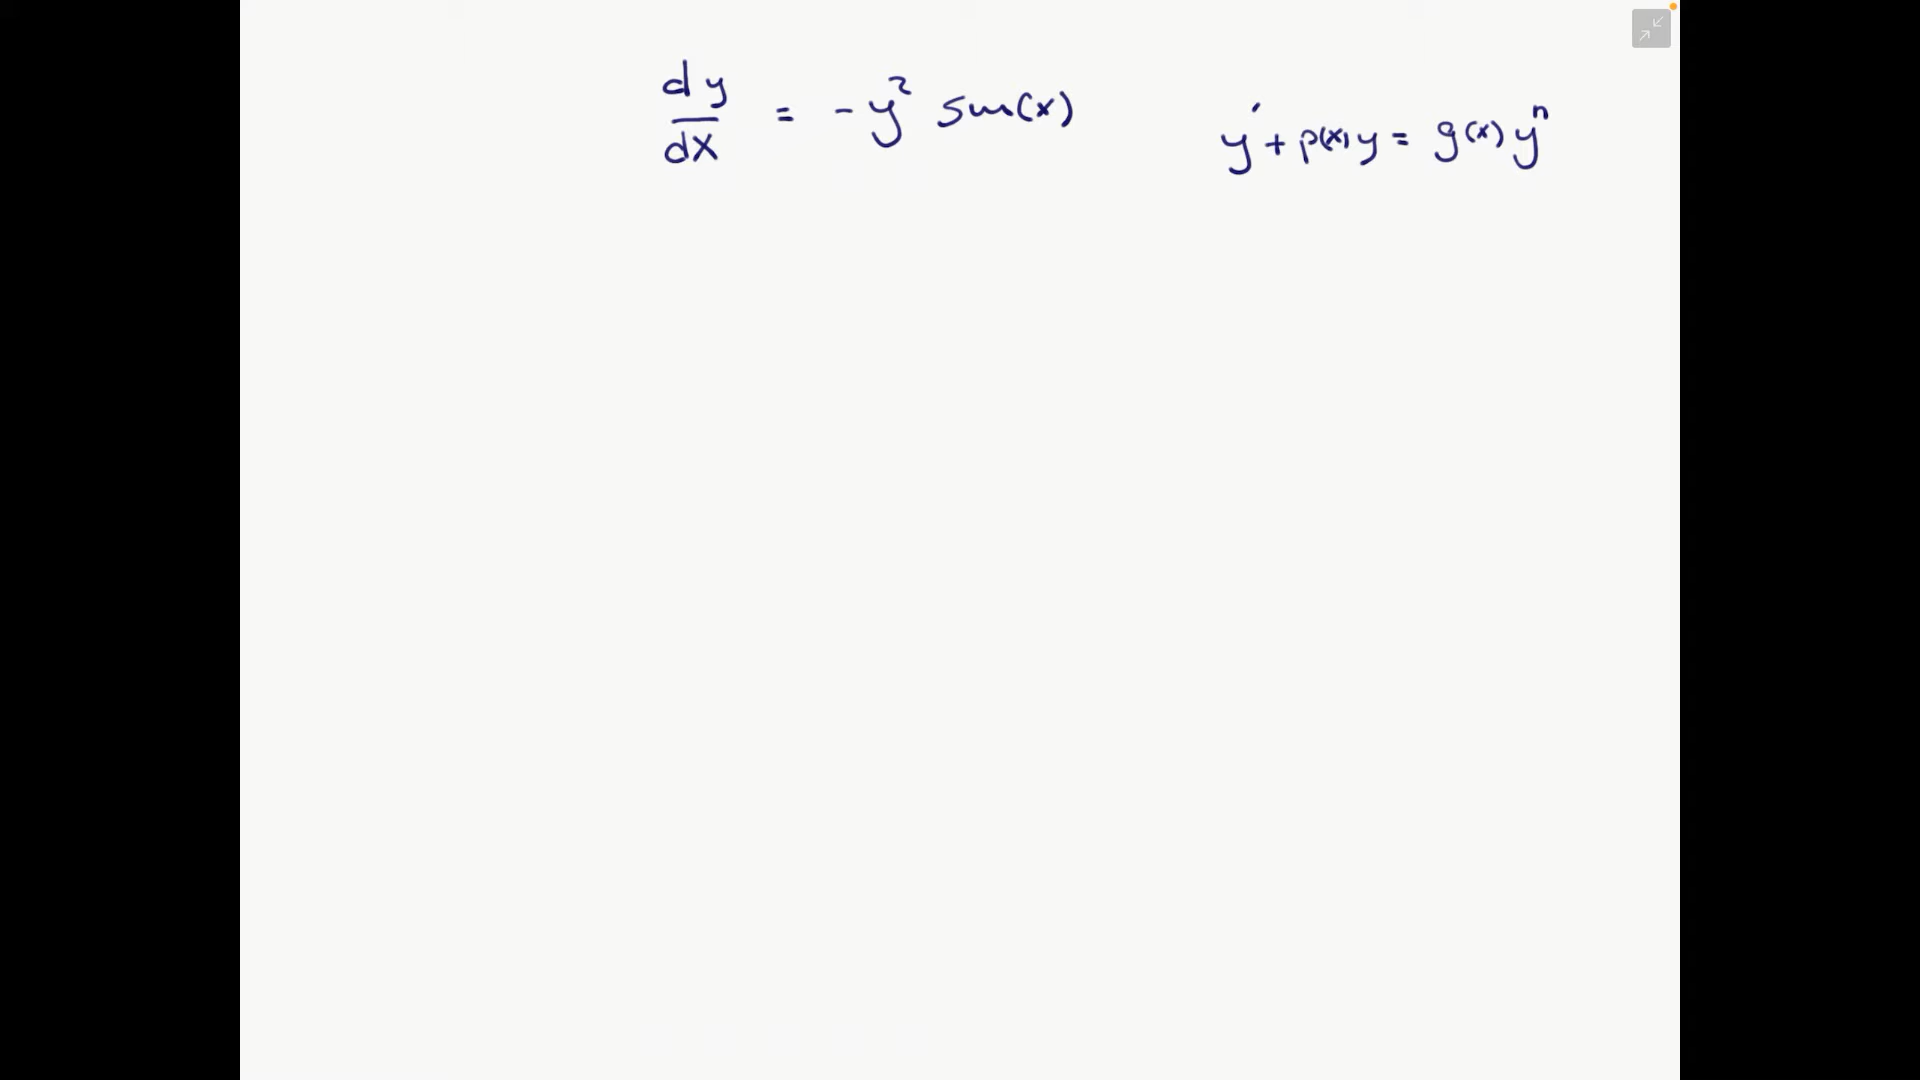 dy/dx = -y² sin(x)
y' + p(x)y = g(x)yⁿ